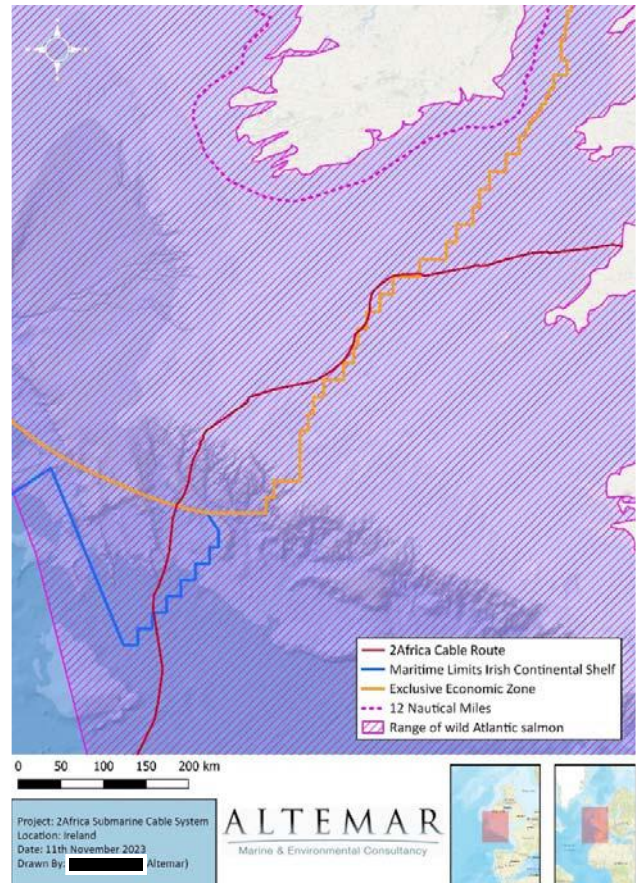 2Africa Cable Route
Maritime Limits Irish Continental Shelf
Exclusive Economic Zone
12 Nautical Miles
Range of wild Atlantic salmon
0 50 100 150 200 km
Project: 2Africa Submarine Cable System
Location: Ireland
Date: 11th November 2023
Drawn By: Altemar)
ALTEMAR
Marine & Environmental Consultancy